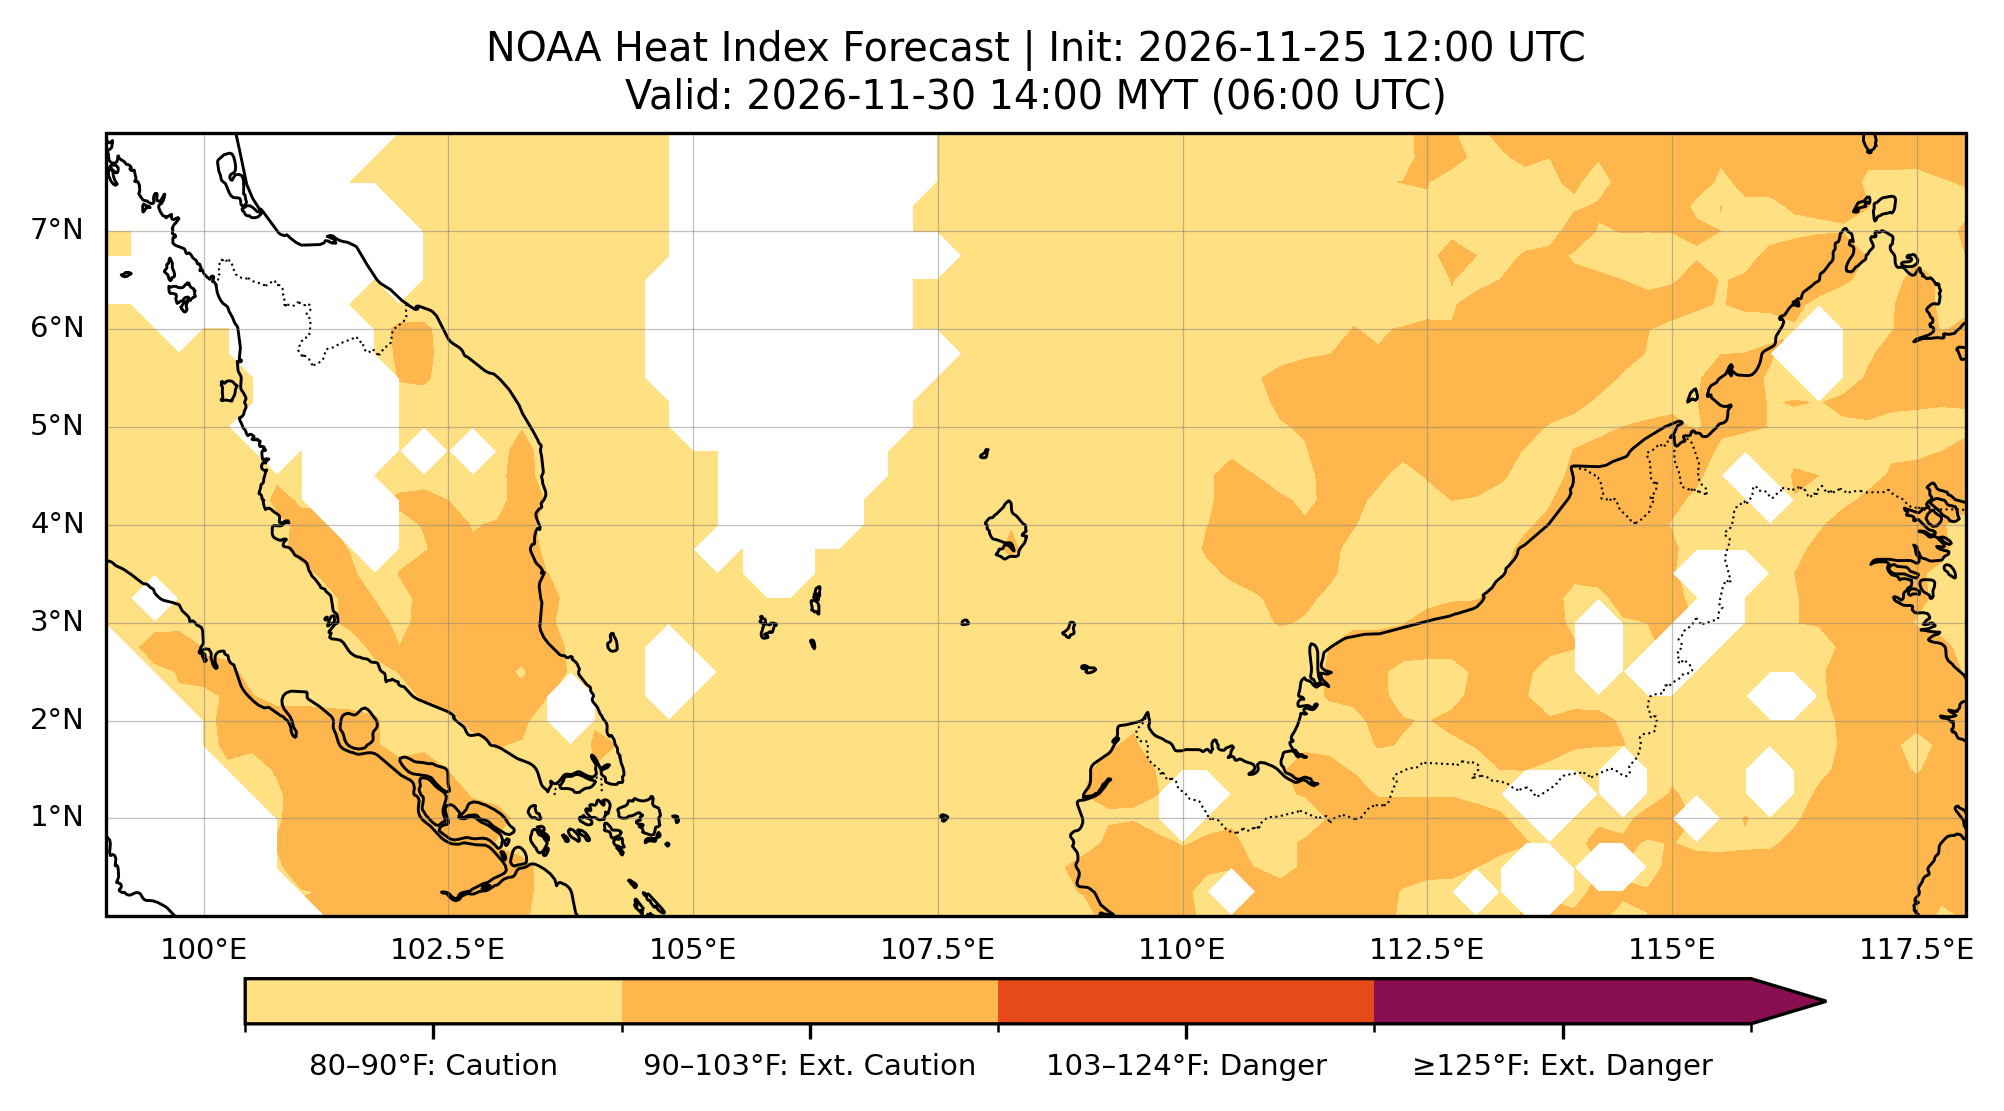 NOAA Heat Index Forecast | Init: 2026-11-25 12:00 UTC
Valid: 2026-11-30 14:00 MYT (06:00 UTC)
7°N
6°N
5°N
4°N
3°N
2°N
1°N
100°E 102.5°E 105°E 107.5°E 110°E 112.5°E 115°E 117.5°E
80–90°F: Caution 90–103°F: Ext. Caution 103–124°F: Danger ≥125°F: Ext. Danger